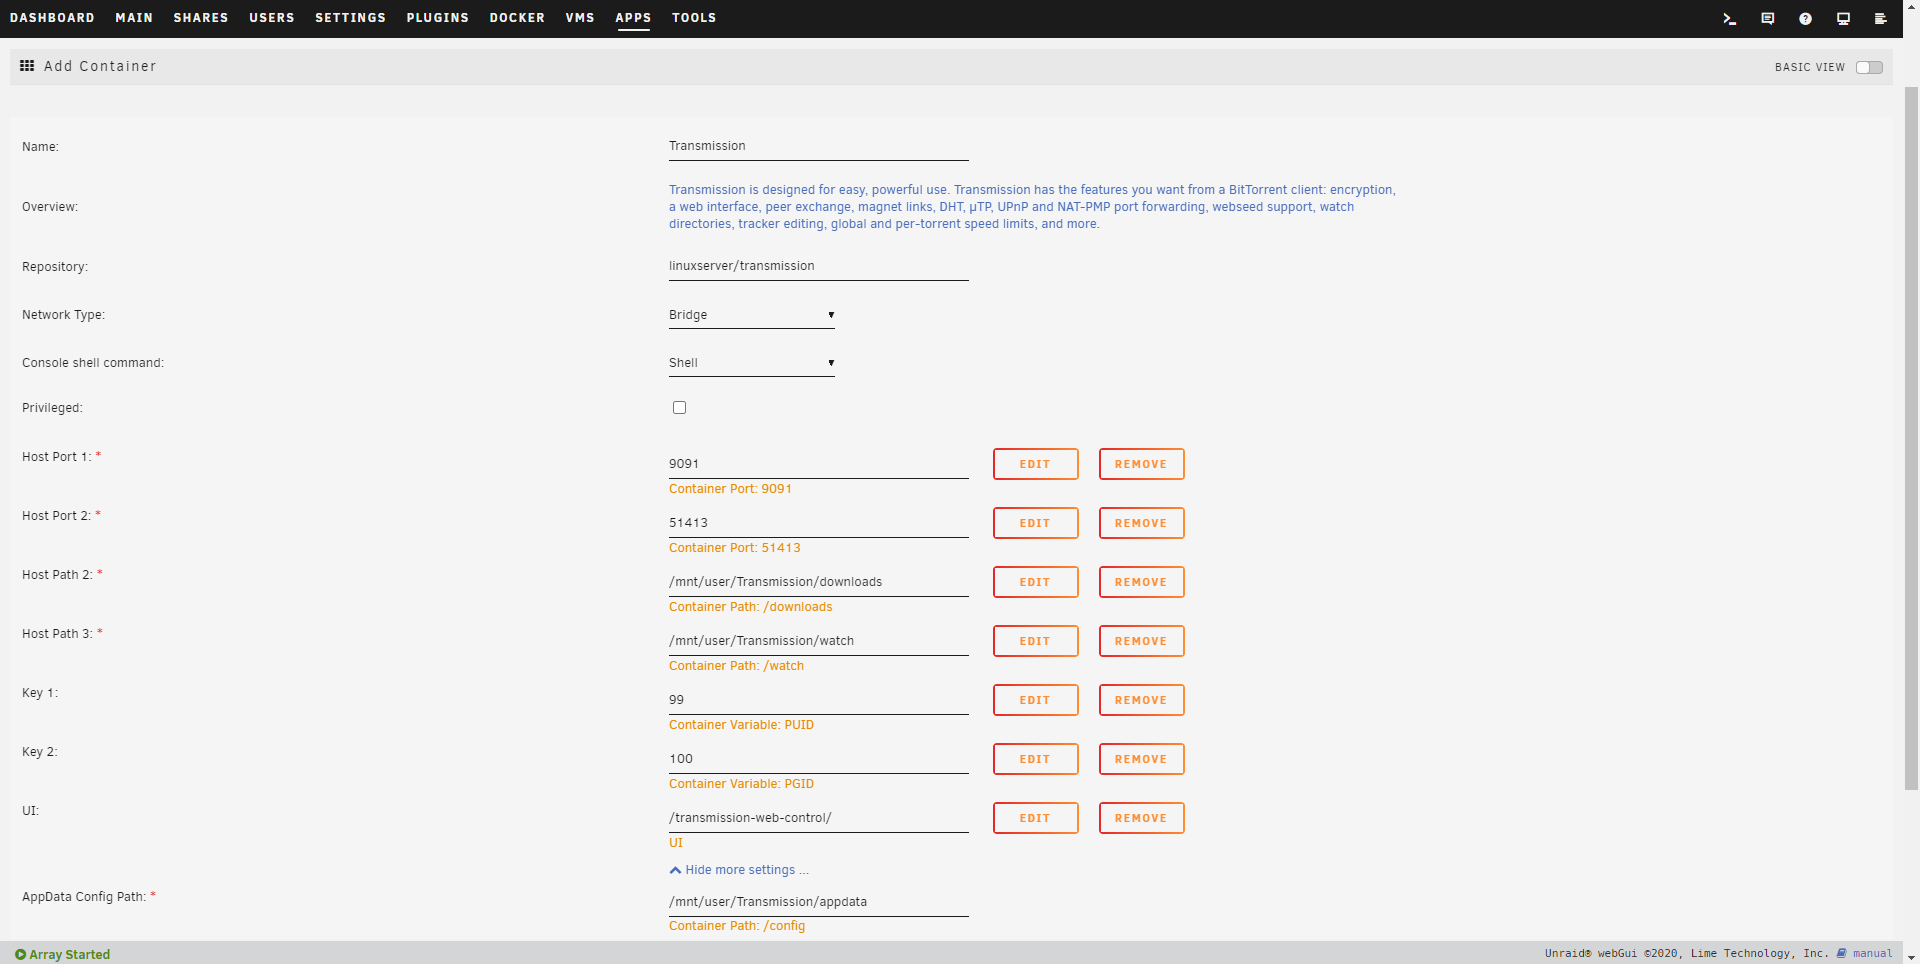 DASHBOARD MAIN SHARES USERS SETTINGS PLUGINS DOCKER VMS APPS TOOLS
Add Container
BASIC VIEW
Name:
Transmission
Overview:
Transmission is designed for easy, powerful use. Transmission has the features you want from a BitTorrent client: encryption,
a web interface, peer exchange, magnet links, DHT, µTP, UPnP and NAT-PMP port forwarding, webseed support, watch
directories, tracker editing, global and per-torrent speed limits, and more.
Repository:
linuxserver/transmission
Network Type:
Bridge
Console shell command:
Shell
Privileged:
Host Port 1: *
9091
EDIT
REMOVE
Container Port: 9091
Host Port 2: *
51413
EDIT
REMOVE
Container Port: 51413
Host Path 2: *
/mnt/user/Transmission/downloads
EDIT
REMOVE
Container Path: /downloads
Host Path 3: *
/mnt/user/Transmission/watch
EDIT
REMOVE
Container Path: /watch
Key 1:
99
EDIT
REMOVE
Container Variable: PUID
Key 2:
100
EDIT
REMOVE
Container Variable: PGID
UI:
/transmission-web-control/
EDIT
REMOVE
UI
Hide more settings ...
AppData Config Path: *
/mnt/user/Transmission/appdata
Container Path: /config
Array Started
Unraid® webGui ©2020, Lime Technology, Inc. manual